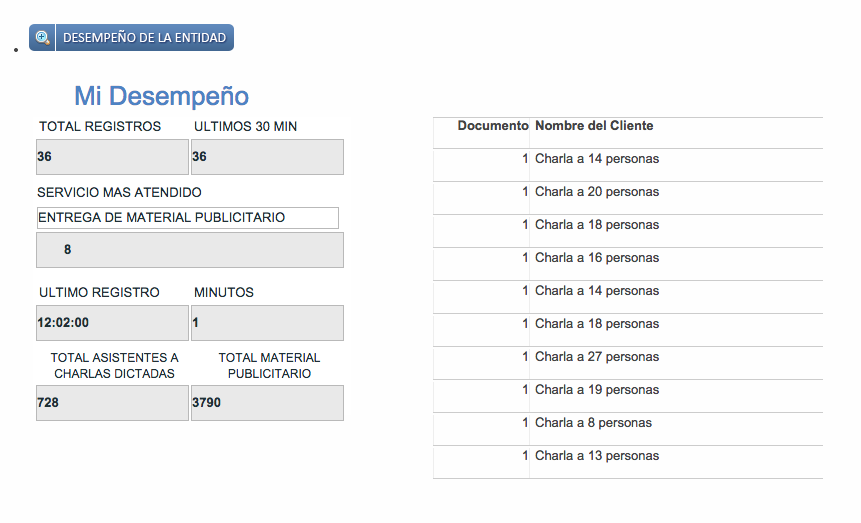 DESEMPEÑO DE LA ENTIDAD
Mi Desempeño
TOTAL REGISTROS ULTIMOS 30 MIN
36 36
SERVICIO MAS ATENDIDO
ENTREGA DE MATERIAL PUBLICITARIO
8
ULTIMO REGISTRO MINUTOS
12:02:00 1
TOTAL ASISTENTES A TOTAL MATERIAL
CHARLAS DICTADAS PUBLICITARIO
728 3790
Documento Nombre del Cliente
1 Charla a 14 personas
1 Charla a 20 personas
1 Charla a 18 personas
1 Charla a 16 personas
1 Charla a 14 personas
1 Charla a 18 personas
1 Charla a 27 personas
1 Charla a 19 personas
1 Charla a 8 personas
1 Charla a 13 personas